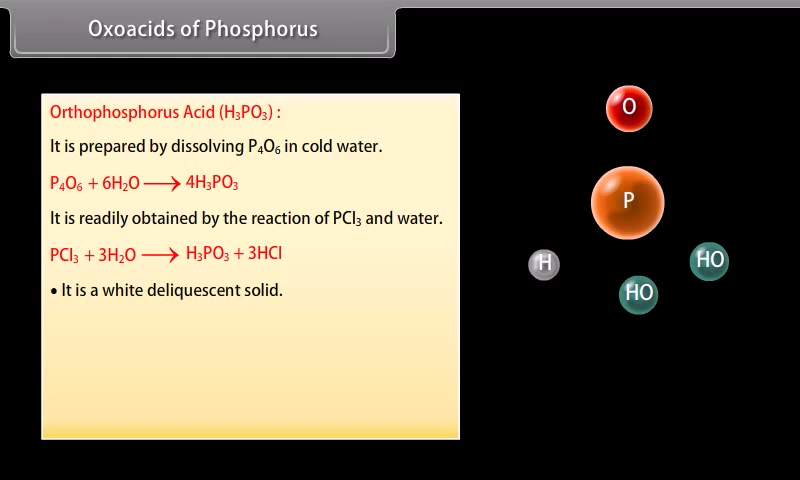 Oxoacids of Phosphorus
Orthophosphorus Acid (H₃PO₃) :
It is prepared by dissolving P₄O₆ in cold water.
P₄O₆ + 6H₂O ⟶ 4H₃PO₃
It is readily obtained by the reaction of PCl₃ and water.
PCl₃ + 3H₂O ⟶ H₃PO₃ + 3HCl
• It is a white deliquescent solid.
O
P
H
HO
HO